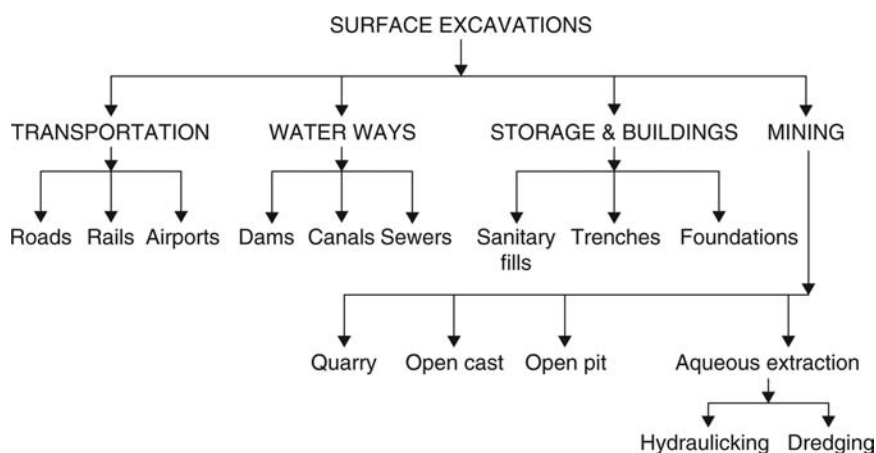 SURFACE EXCAVATIONS
TRANSPORTATION
WATER WAYS
STORAGE & BUILDINGS
MINING
Roads
Rails
Airports
Dams
Canals
Sewers
Sanitary
fills
Trenches
Foundations
Quarry
Open cast
Open pit
Aqueous extraction
Hydraulicking
Dredging